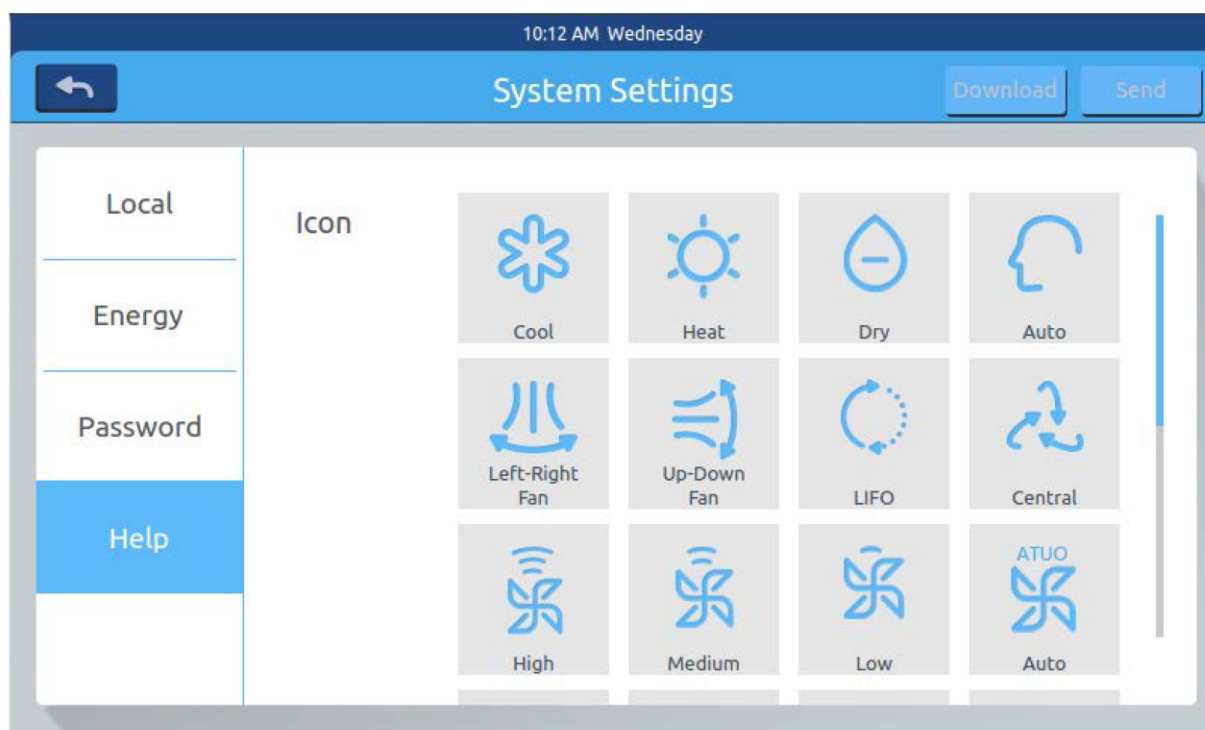 10:12 AM Wednesday
System Settings
Download
Send
Local
Energy
Password
Help
Icon
Cool
Heat
Dry
Auto
Left-Right
Fan
Up-Down
Fan
LIFO
Central
High
Medium
Low
ATUO
Auto